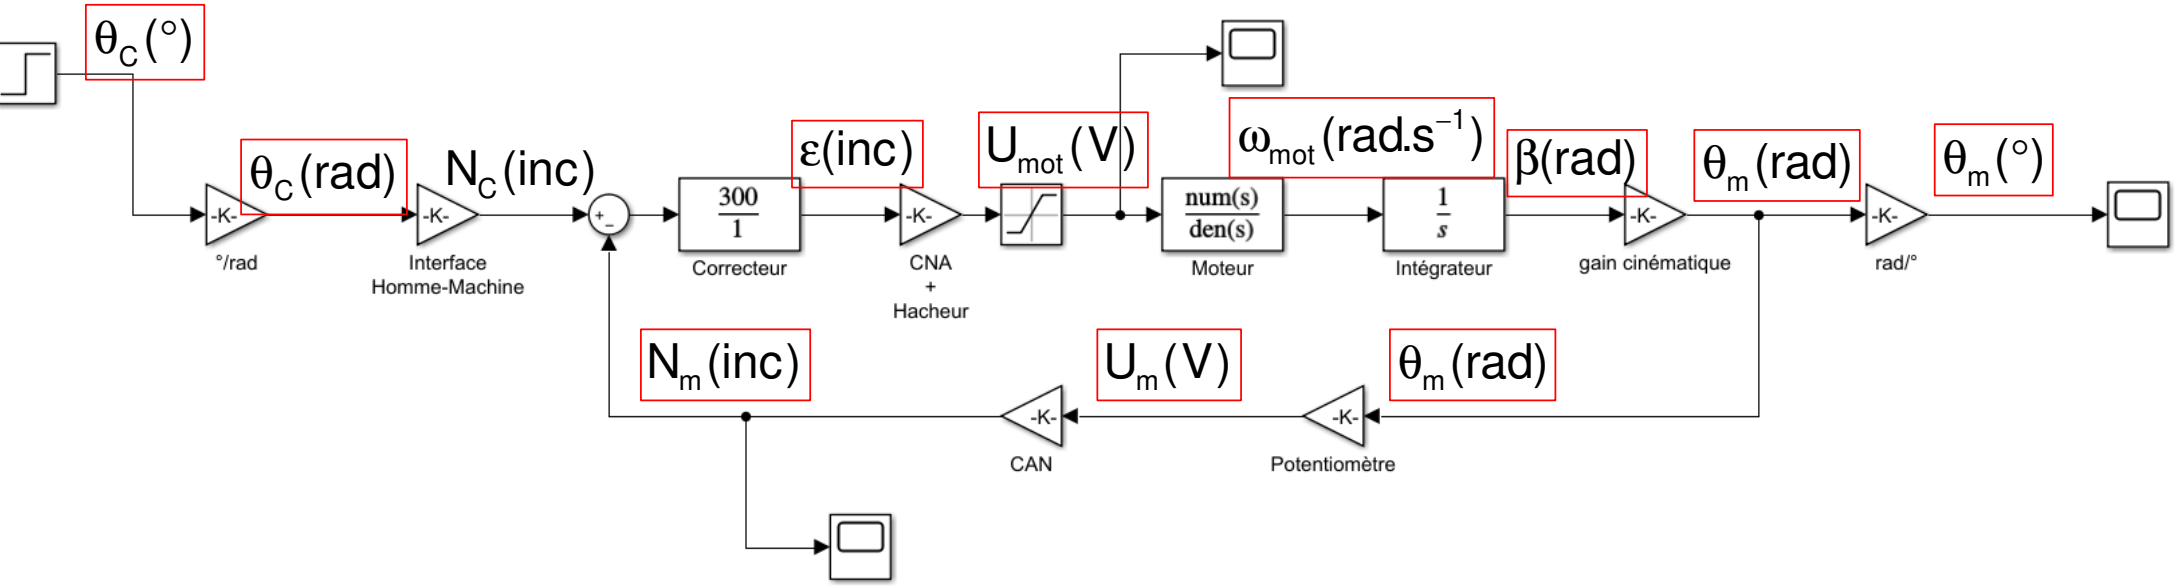 θC(°)
θC(rad)
NC(inc)
ε(inc)
Umot(V)
ωmot(rad.s⁻¹)
β(rad)
θm(rad)
θm(°)
-K-
°/rad
-K-
Interface
Homme-Machine
+
−
300
1
Correcteur
-K-
CNA
+
Hacheur
num(s)
den(s)
Moteur
1
s
Intégrateur
-K-
gain cinématique
-K-
rad/°
Nm(inc)
Um(V)
θm(rad)
-K-
CAN
-K-
Potentiomètre